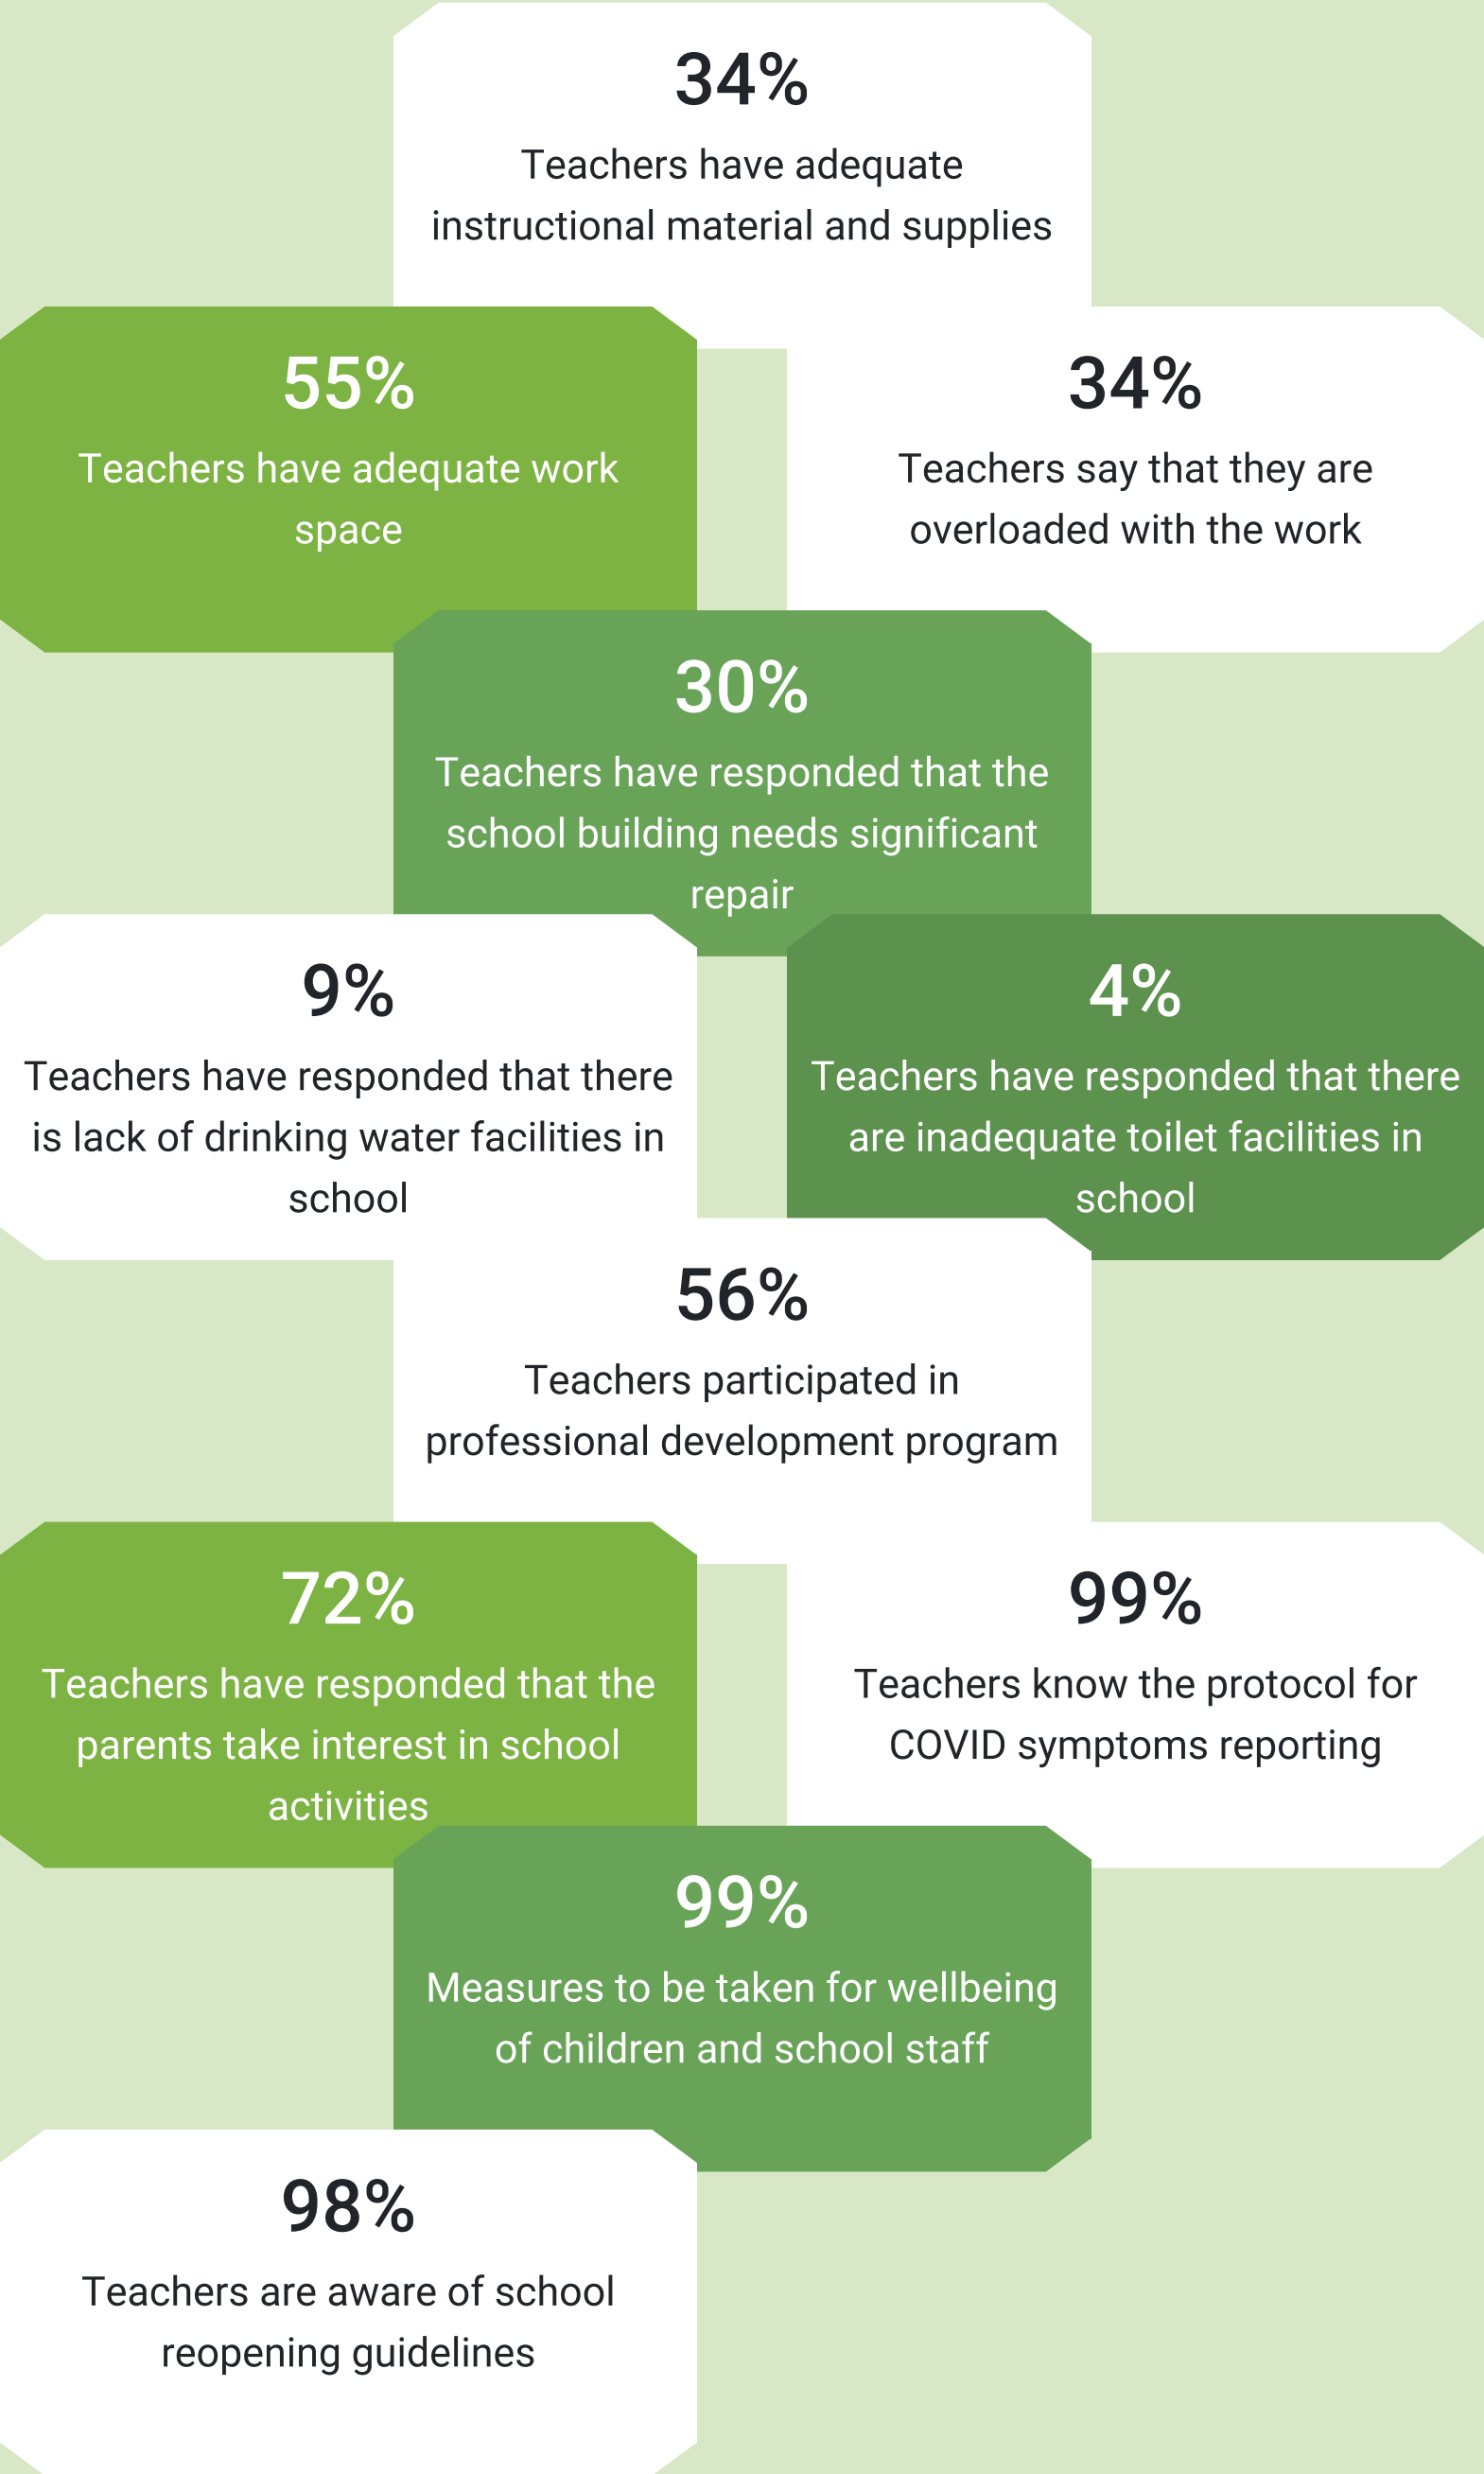 34%
Teachers have adequate
instructional material and supplies
55%
Teachers have adequate work
space
34%
Teachers say that they are
overloaded with the work
30%
Teachers have responded that the
school building needs significant
repair
9%
Teachers have responded that there
is lack of drinking water facilities in
school
4%
Teachers have responded that there
are inadequate toilet facilities in
school
56%
Teachers participated in
professional development program
72%
Teachers have responded that the
parents take interest in school
activities
99%
Teachers know the protocol for
COVID symptoms reporting
99%
Measures to be taken for wellbeing
of children and school staff
98%
Teachers are aware of school
reopening guidelines